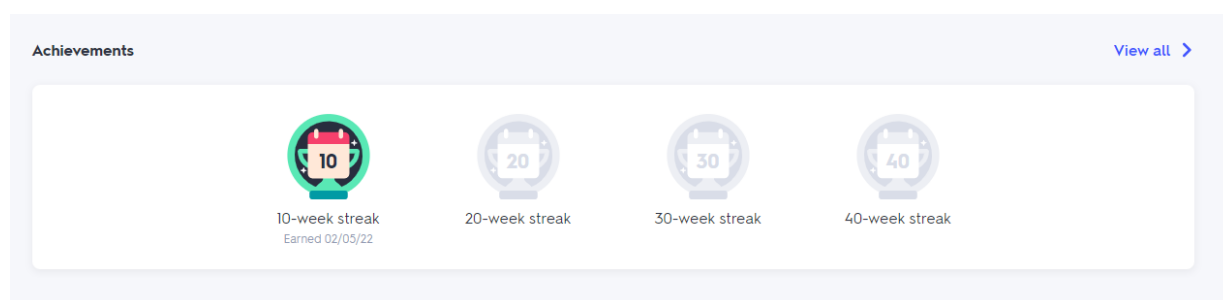 Achievements
View all
10
20
30
40
10-week streak
20-week streak
30-week streak
40-week streak
Earned 02/05/22